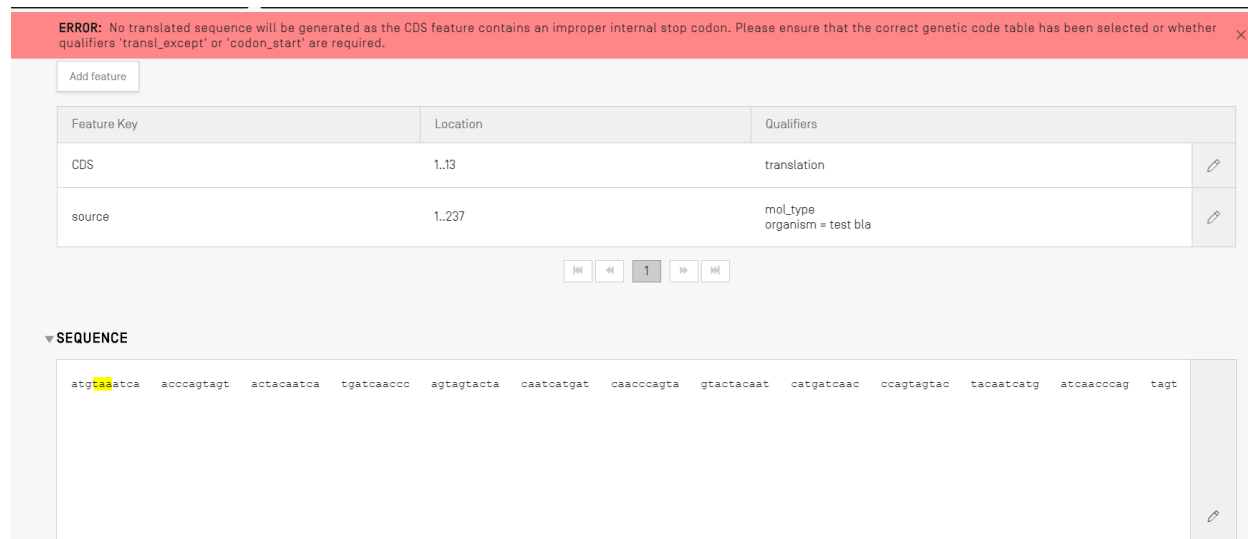 ERROR: No translated sequence will be generated as the CDS feature contains an improper internal stop codon. Please ensure that the correct genetic code table has been selected or whether
qualifiers 'transl_except' or 'codon_start' are required.
Add feature
Feature Key Location Qualifiers
CDS 1..13 translation
source 1..237 mol_type
organism = test bla
1
SEQUENCE
atgtaaatca acccagtagt actacaatca tgatcaaccc agtagtacta caatcatgat caacccagta gtactacaat catgatcaac ccagtagtac tacaatcatg atcaacccag tagt